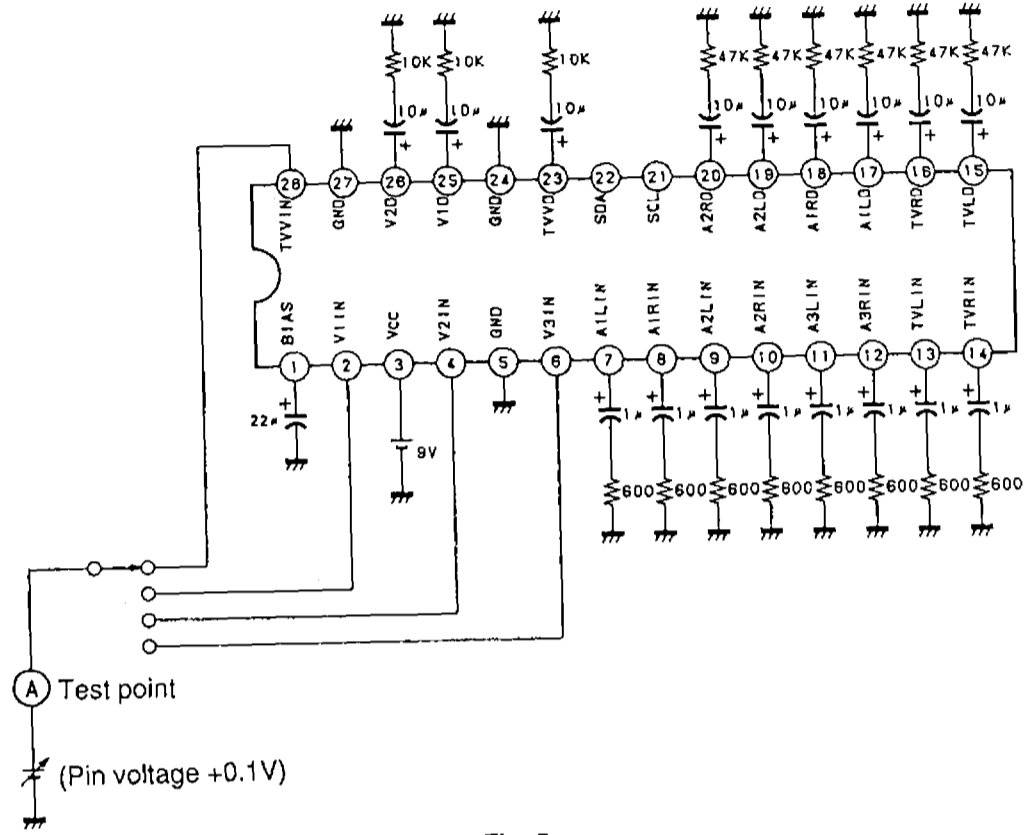 10K 10K 10K 47K 47K 47K 47K 47K 47K
10μ 10μ 10μ 10μ 10μ 10μ 10μ 10μ 10μ
+ + + + + + + + +
28 27 26 25 24 23 22 21 20 19 18 17 16 15
TVVIN GND V2O V1O GND TVVO SDA SCL A2RO A2LO A1RO A1LO TVRO TVLO
BIAS V1IN VCC V2IN GND V3IN A1LIN A1RIN A2LIN A2RIN A3LIN A3RIN TVLIN TVRIN
1 2 3 4 5 6 7 8 9 10 11 12 13 14
+ + + + + + + + +
22μ 1μ 1μ 1μ 1μ 1μ 1μ 1μ 1μ
9V
600 600 600 600 600 600 600 600
A Test point
(Pin voltage +0.1V)